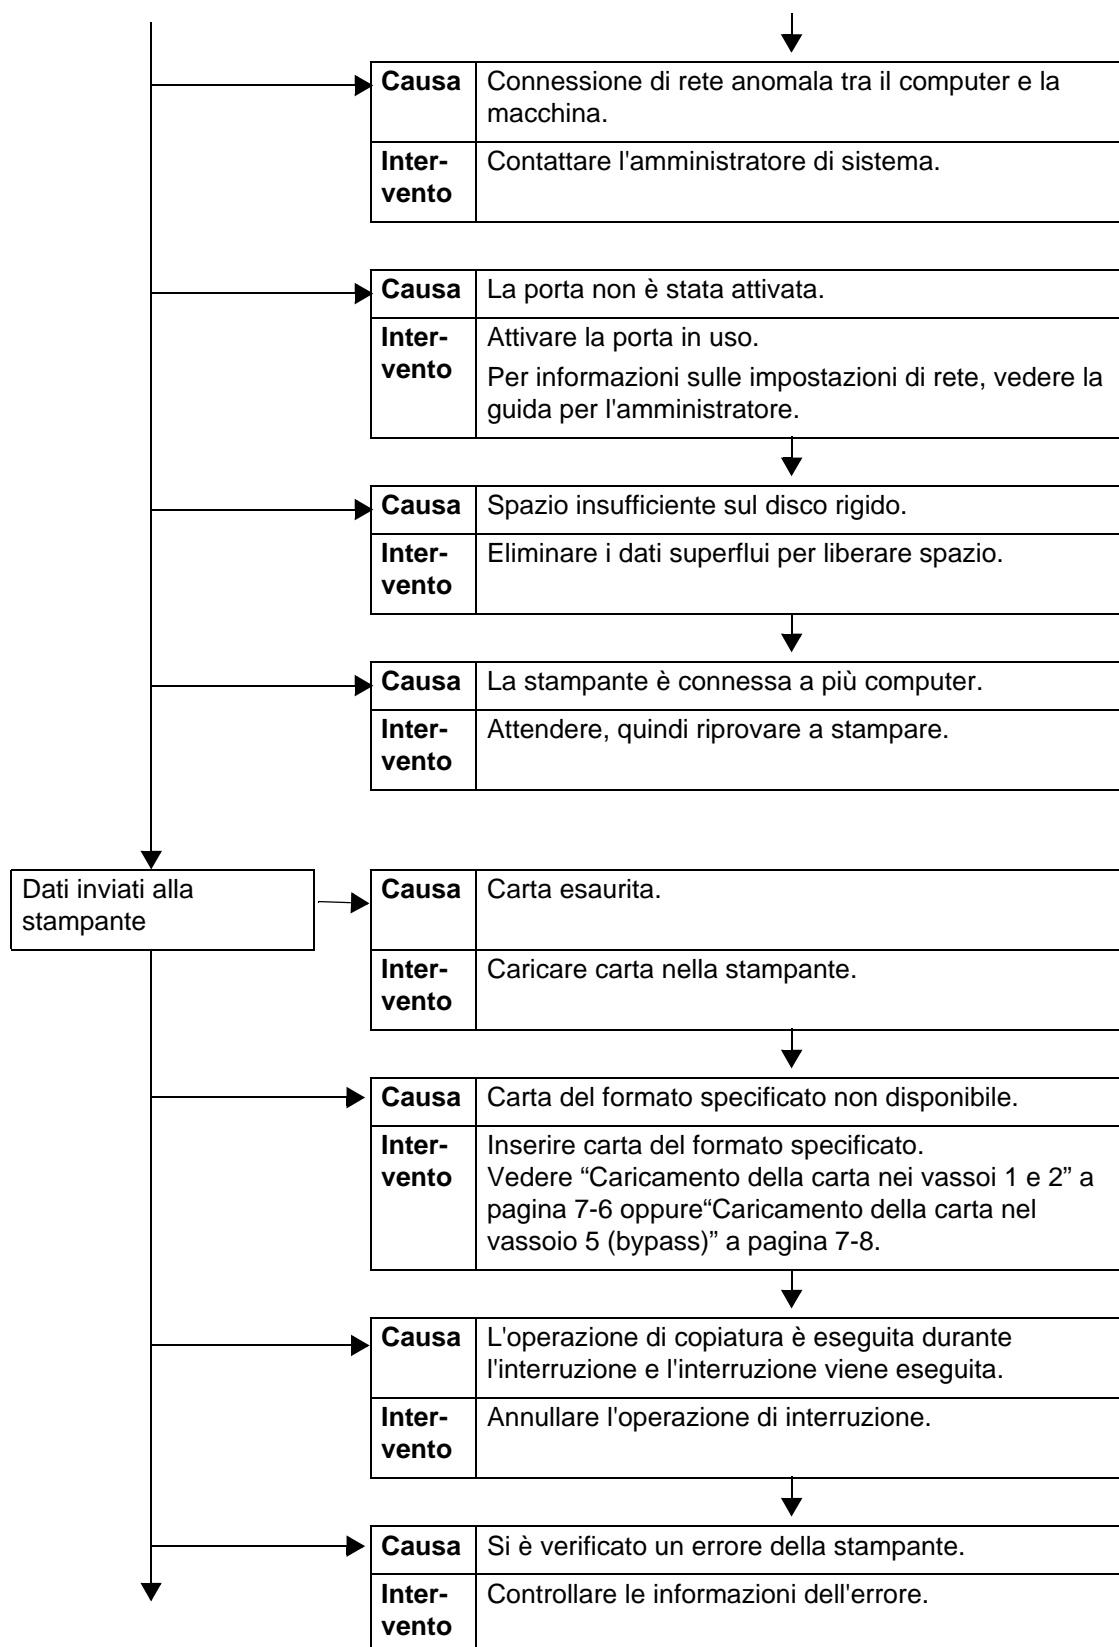 Causa Connessione di rete anomala tra il computer e la
macchina.
Inter- Contattare l'amministratore di sistema.
vento
Causa La porta non è stata attivata.
Inter- Attivare la porta in uso.
vento Per informazioni sulle impostazioni di rete, vedere la
guida per l'amministratore.
Causa Spazio insufficiente sul disco rigido.
Inter- Eliminare i dati superflui per liberare spazio.
vento
Causa La stampante è connessa a più computer.
Inter- Attendere, quindi riprovare a stampare.
vento
Dati inviati alla
stampante
Causa Carta esaurita.
Inter- Caricare carta nella stampante.
vento
Causa Carta del formato specificato non disponibile.
Inter- Inserire carta del formato specificato.
vento Vedere “Caricamento della carta nei vassoi 1 e 2” a
pagina 7-6 oppure“Caricamento della carta nel
vassoio 5 (bypass)” a pagina 7-8.
Causa L'operazione di copiatura è eseguita durante
l'interruzione e l'interruzione viene eseguita.
Inter- Annullare l'operazione di interruzione.
vento
Causa Si è verificato un errore della stampante.
Inter- Controllare le informazioni dell'errore.
vento